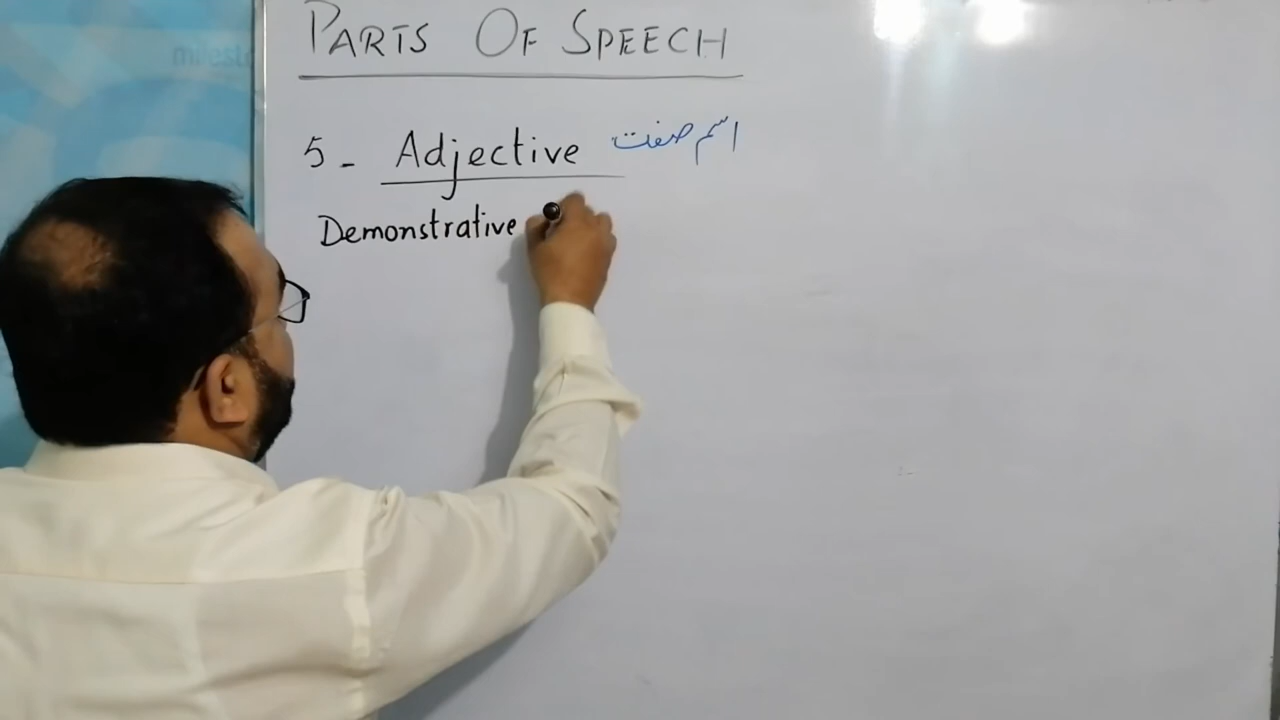 PARTS OF SPEECH
5- Adjective اسم صفت
Demonstrative